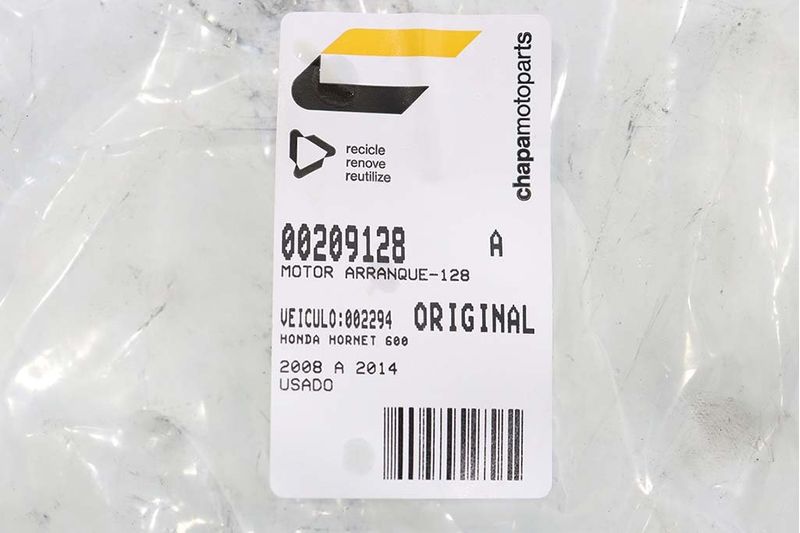 chapamotoparts
recicle
renove
reutilize
00209128 A
MOTOR ARRANQUE-128
VEICULO:002294 ORIGINAL
HONDA HORNET 600
2008 A 2014
USADO